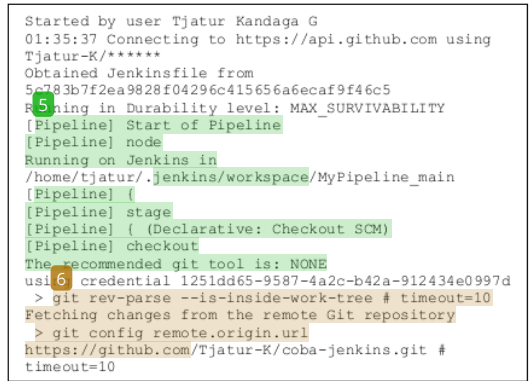 Started by user Tjatur Kandaga G
01:35:37 Connecting to https://api.github.com using
Tjatur-K/******
Obtained Jenkinsfile from
5c783b7f2ea9828f04296c415656a6ecaf9f46c5
5
Running in Durability level: MAX_SURVIVABILITY
[Pipeline] Start of Pipeline
[Pipeline] node
Running on Jenkins in
/home/tjatur/.jenkins/workspace/MyPipeline_main
[Pipeline] {
[Pipeline] stage
[Pipeline] { (Declarative: Checkout SCM)
[Pipeline] checkout
The recommended git tool is: NONE
6
using credential 1251dd65-9587-4a2c-b42a-912434e0997d
> git rev-parse --is-inside-work-tree # timeout=10
Fetching changes from the remote Git repository
> git config remote.origin.url
https://github.com/Tjatur-K/coba-jenkins.git #
timeout=10